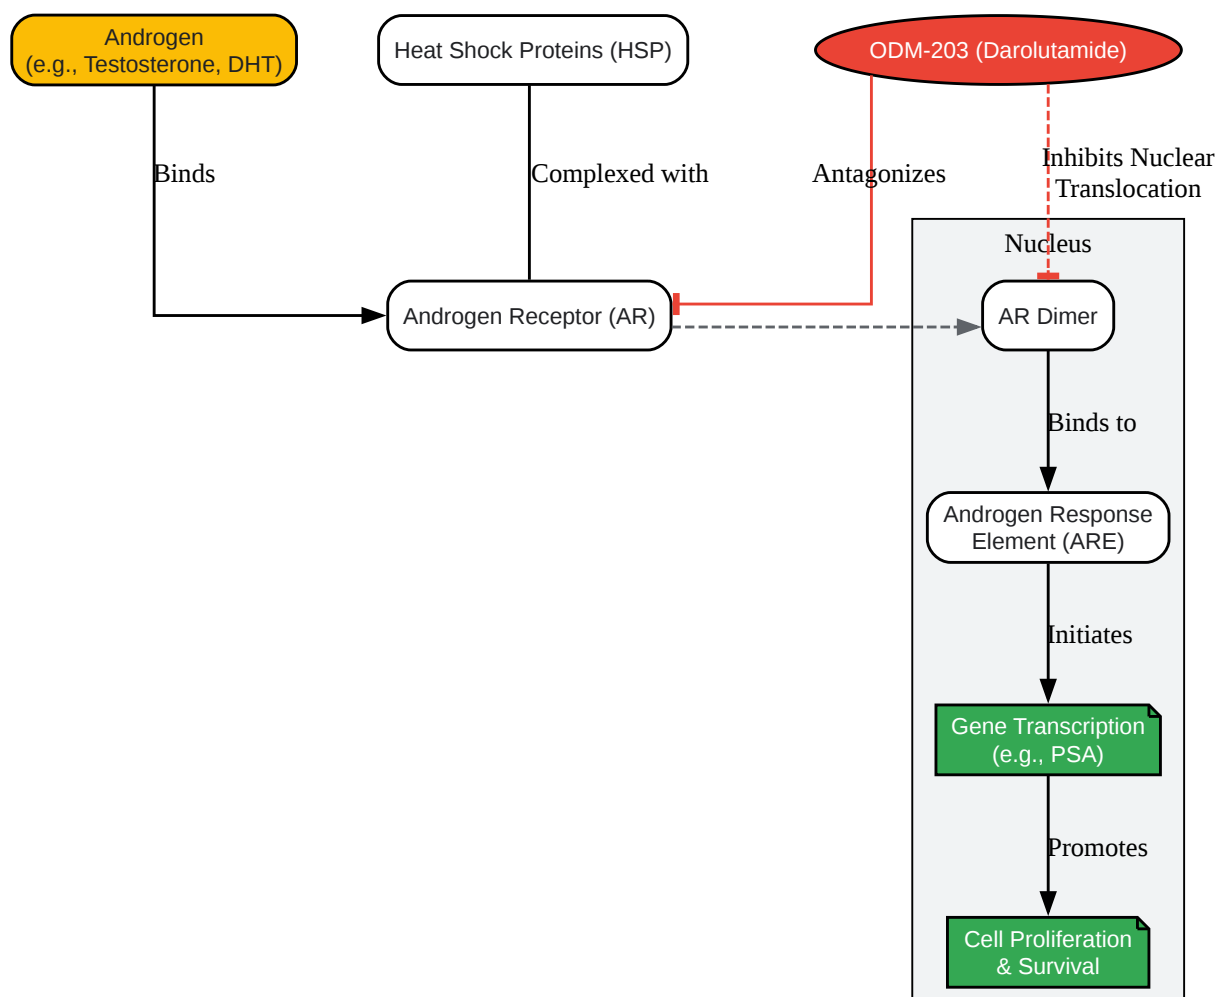 Androgen
(e.g., Testosterone, DHT)
Heat Shock Proteins (HSP)
ODM-203 (Darolutamide)
Binds
Complexed with
Antagonizes
Inhibits Nuclear
Translocation
Nucleus
Androgen Receptor (AR)
AR Dimer
Binds to
Androgen Response
Element (ARE)
Initiates
Gene Transcription
(e.g., PSA)
Promotes
Cell Proliferation
& Survival